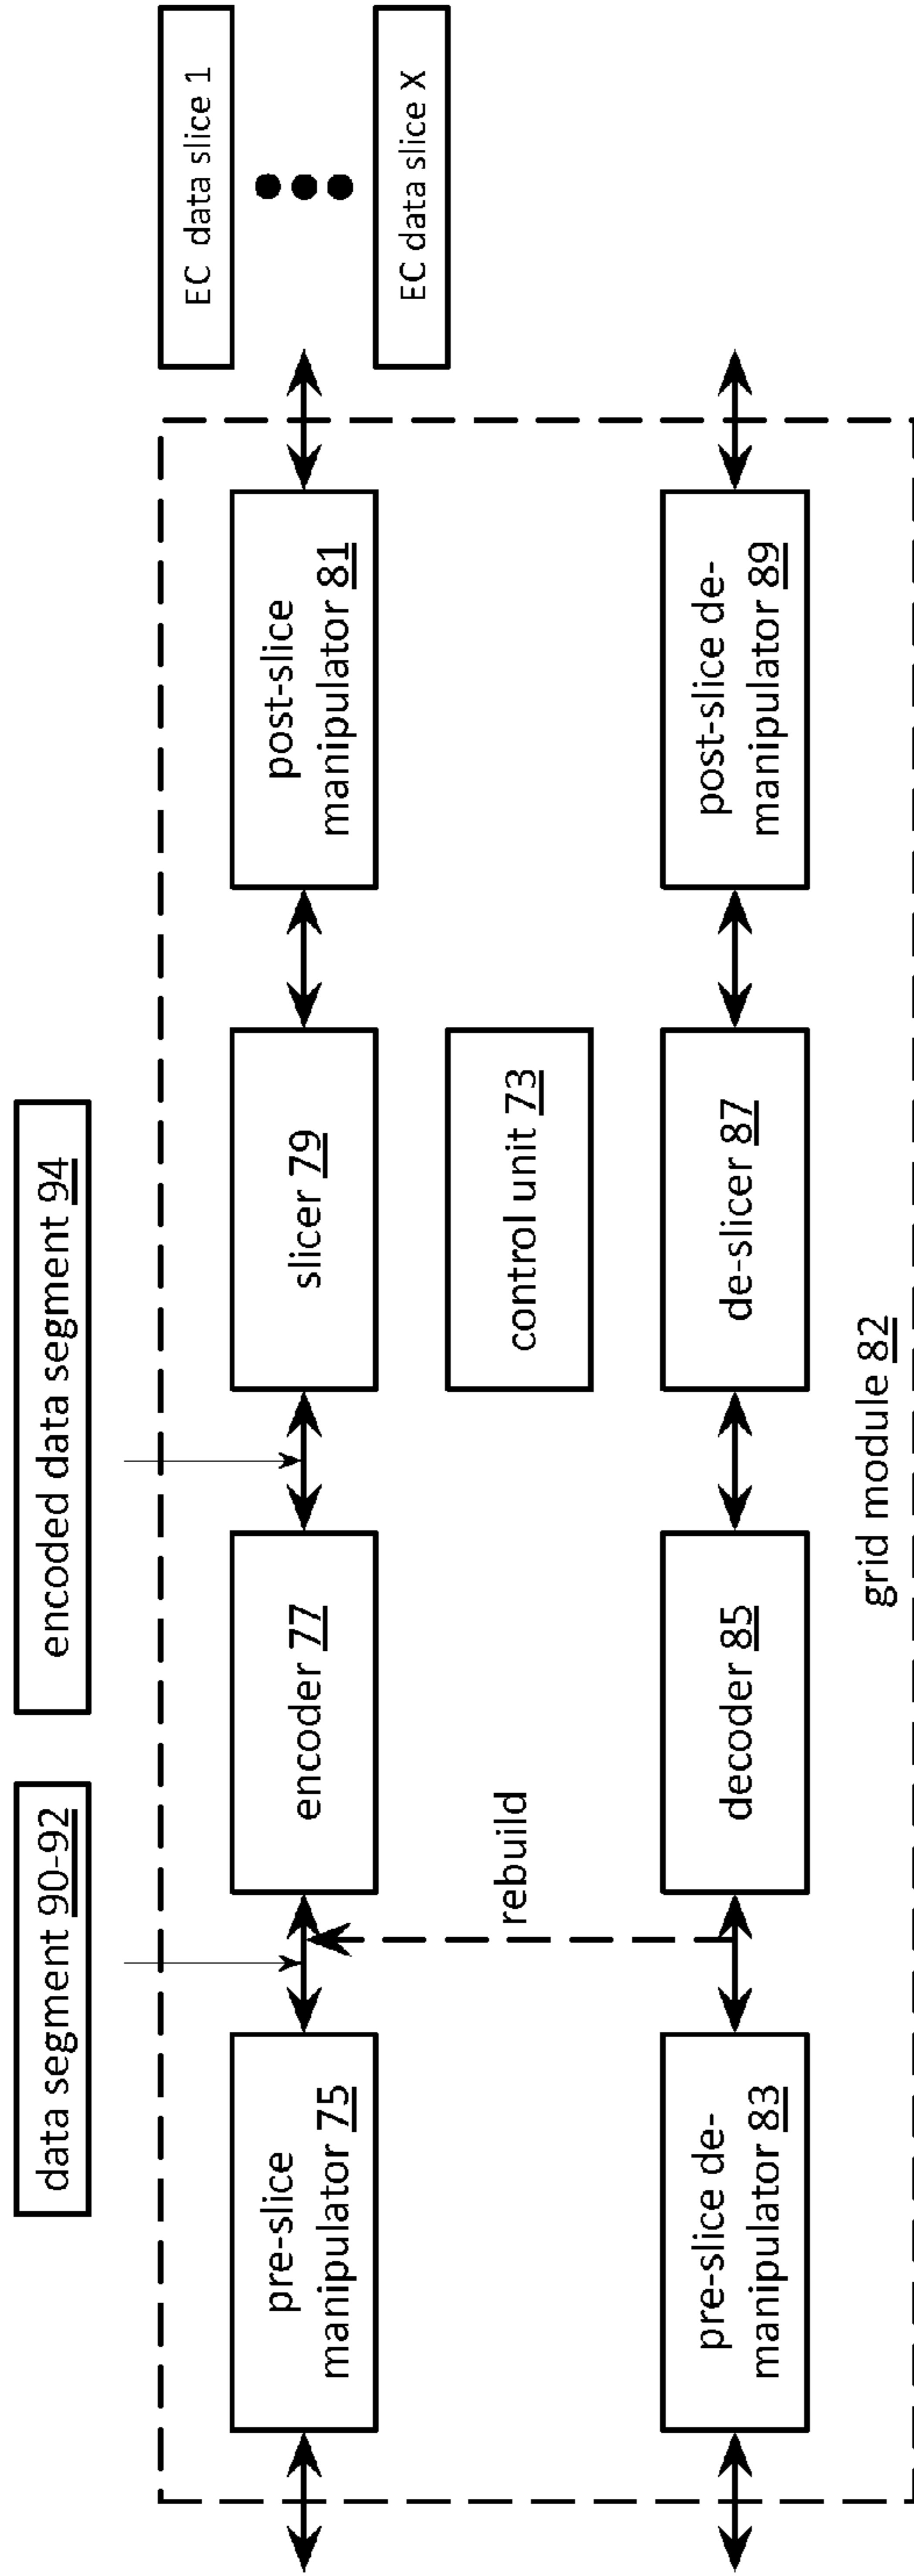 data segment 90-92
encoded data segment 94
pre-slice
manipulator 75
encoder 77
slicer 79
post-slice
manipulator 81
EC data slice 1
EC data slice X
rebuild
control unit 73
pre-slice de-
manipulator 83
decoder 85
de-slicer 87
post-slice de-
manipulator 89
grid module 82